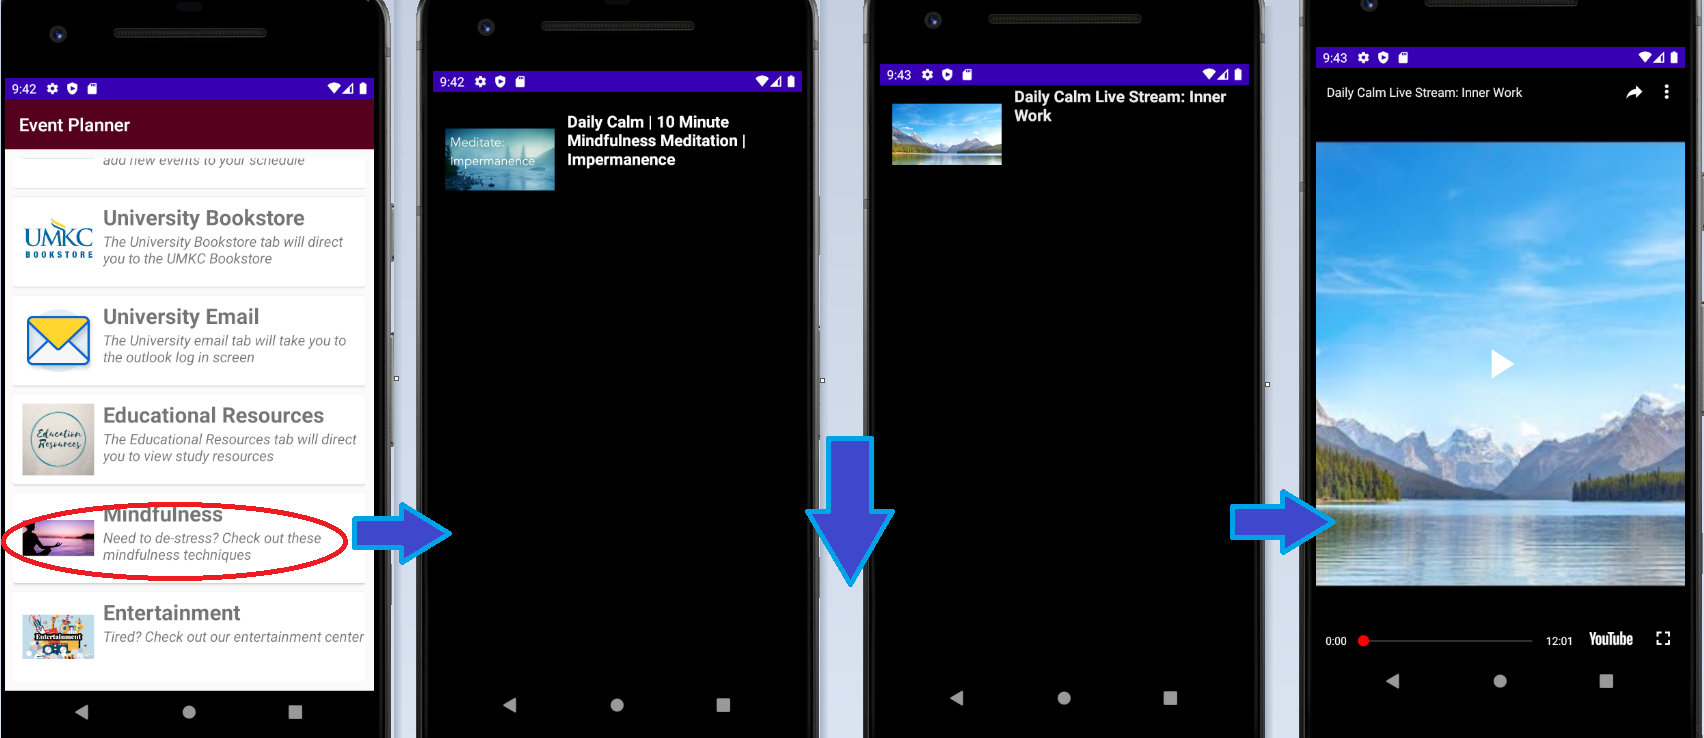 9:42
Event Planner
add new events to your schedule
UMKC
BOOKSTORE
University Bookstore
The University Bookstore tab will direct
you to the UMKC Bookstore
University Email
The University email tab will take you to
the outlook log in screen
Education
Resources
Educational Resources
The Educational Resources tab will direct
you to view study resources
Mindfulness
Need to de-stress? Check out these
mindfulness techniques
Entertainment
Entertainment
Tired? Check out our entertainment center
9:42
Meditate:
Impermanence
Daily Calm | 10 Minute
Mindfulness Meditation |
Impermanence
9:43
Daily Calm Live Stream: Inner
Work
9:43
Daily Calm Live Stream: Inner Work
0:00
12:01
YouTube